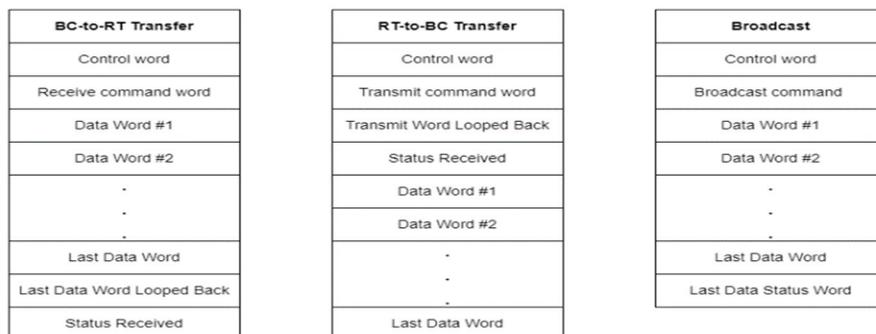 BC-to-RT Transfer
Control word
Receive command word
Data Word #1
Data Word #2
.
.
.
Last Data Word
Last Data Word Looped Back
Status Received
RT-to-BC Transfer
Control word
Transmit command word
Transmit Word Looped Back
Status Received
Data Word #1
Data Word #2
.
.
.
Last Data Word
Broadcast
Control word
Broadcast command
Data Word #1
Data Word #2
.
.
.
Last Data Word
Last Data Status Word